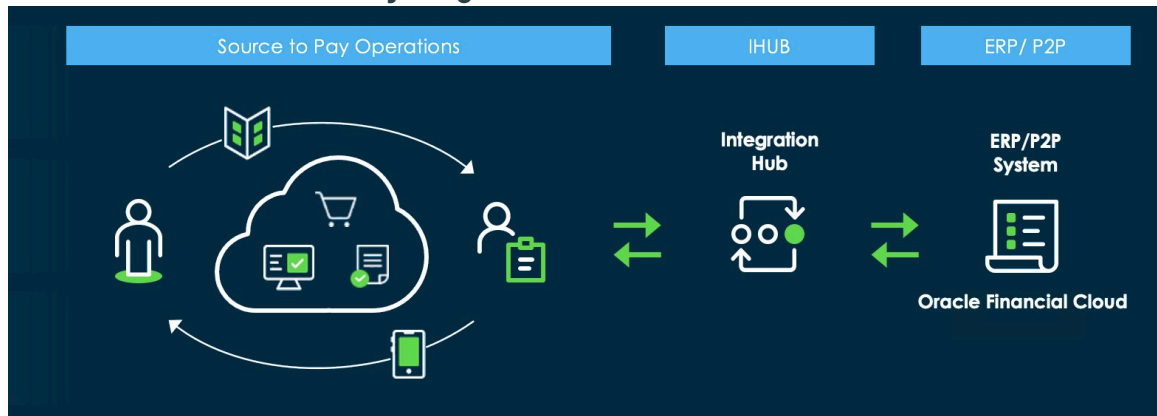 Source to Pay Operations
IHUB
ERP/ P2P
Integration
Hub
ERP/P2P
System
Oracle Financial Cloud